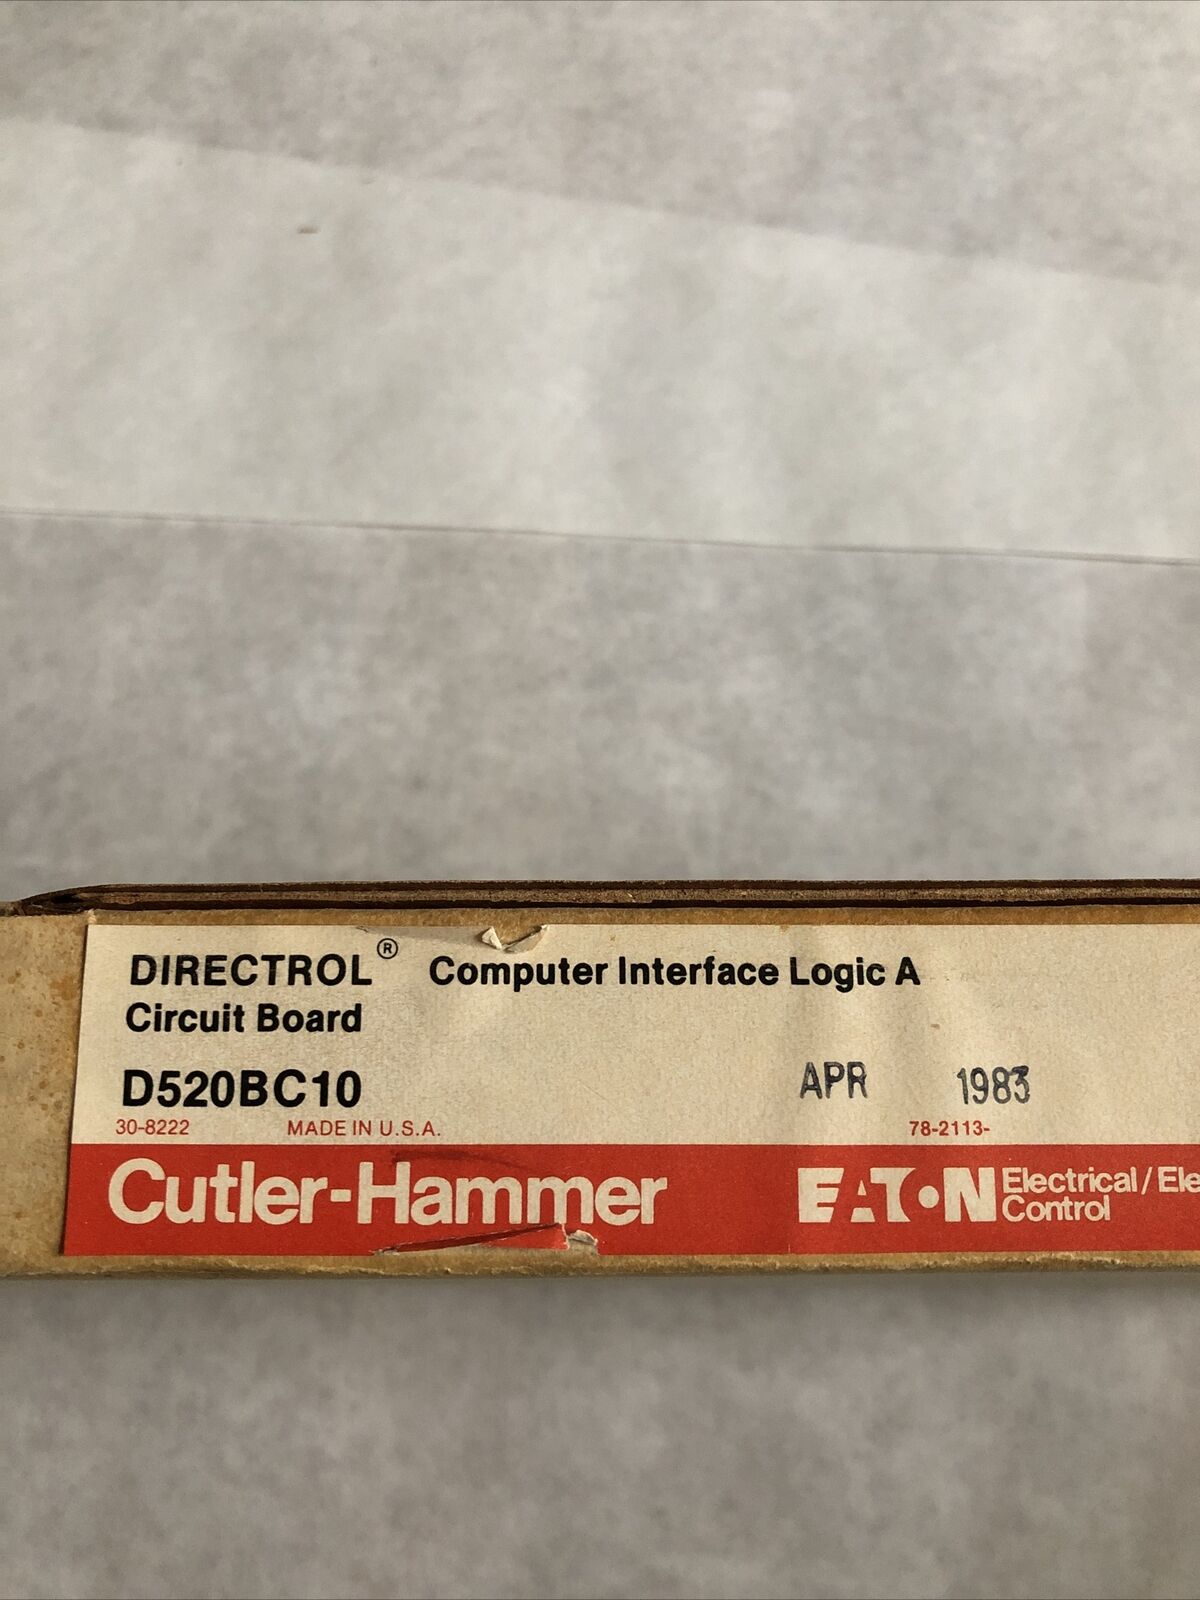 DIRECTROL® Computer Interface Logic A
Circuit Board
D520BC10 APR 1983
30-8222 MADE IN U.S.A. 78-2113-
Cutler-Hammer EATON Electrical/Ele
Control